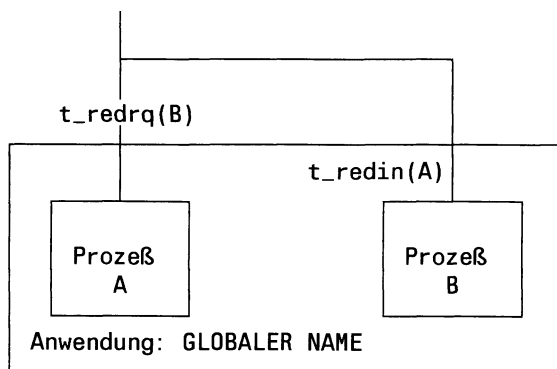 t_redrq(B)
t_redin(A)
Prozeß
A
Prozeß
B
Anwendung: GLOBALER NAME